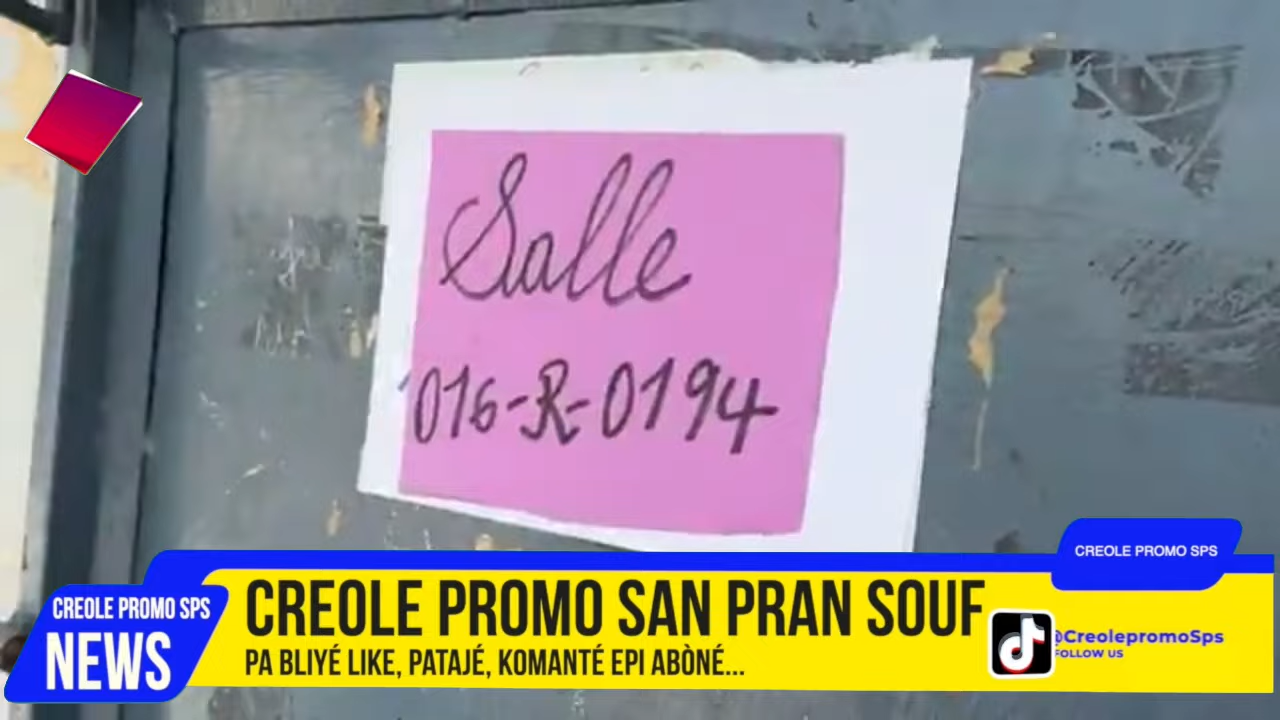 Salle
016-R-0194
CREOLE PROMO SPS
CREOLE PROMO SPS
NEWS
CREOLE PROMO SAN PRAN SOUF
PA BLIYÉ LIKE, PATAJÉ, KOMANTÉ EPI ABÒNÉ...
@CreolepromoSps
FOLLOW US